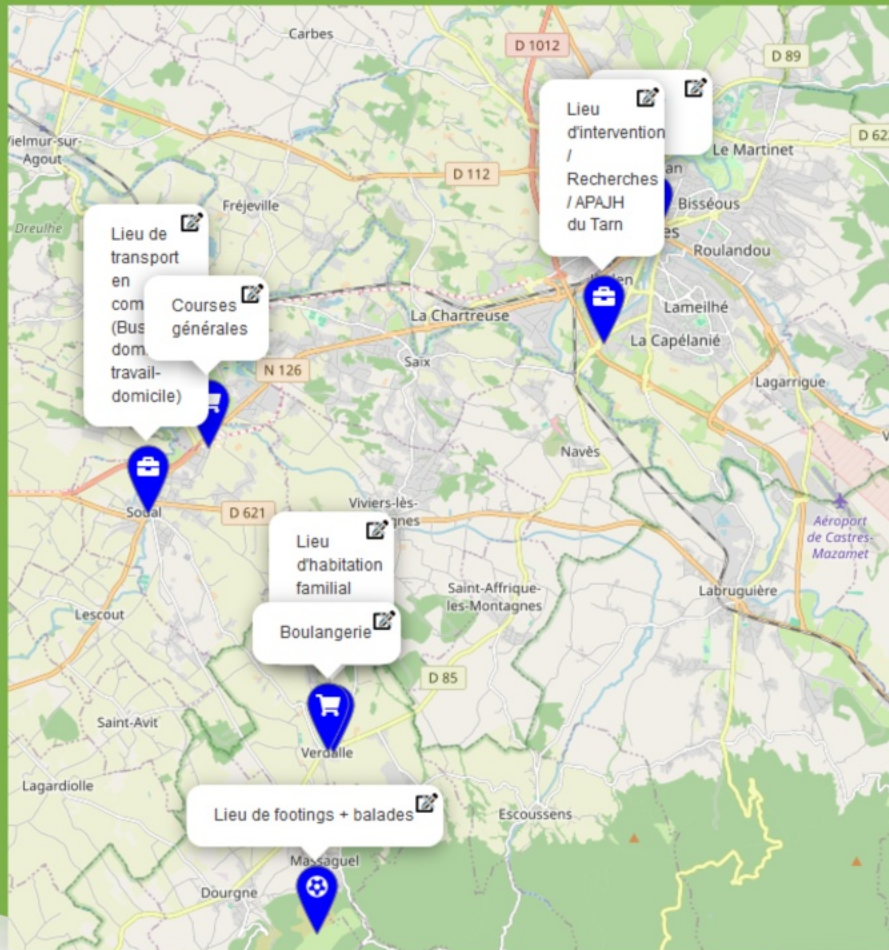 Carbes
D 1012
D 89
Lieu
d'intervention
/
Recherches
/ APAJH
du Tarn
Vielmur-sur-
Agout
Le Martinet
D 112
Bisséous
Fréjeville
Dreulhe
Roulandou
Lieu de
transport
en
travail-
domicile)
Courses
générales
La Chartreuse
Lameilhé
La Capélanié
Saix
N 126
Lagarrigue
Navès
Soual
D 621
Viviers-lès-
Aéroport
de Castres-
Mazamet
Lieu
d'habitation
familial
Boulangerie
Saint-Affrique-
les-Montagnes
Labruguière
Lescout
D 85
Saint-Avit
Verdalle
Lagardiolle
Lieu de footings + balades
Escoussens
Massaguel
Dourgne